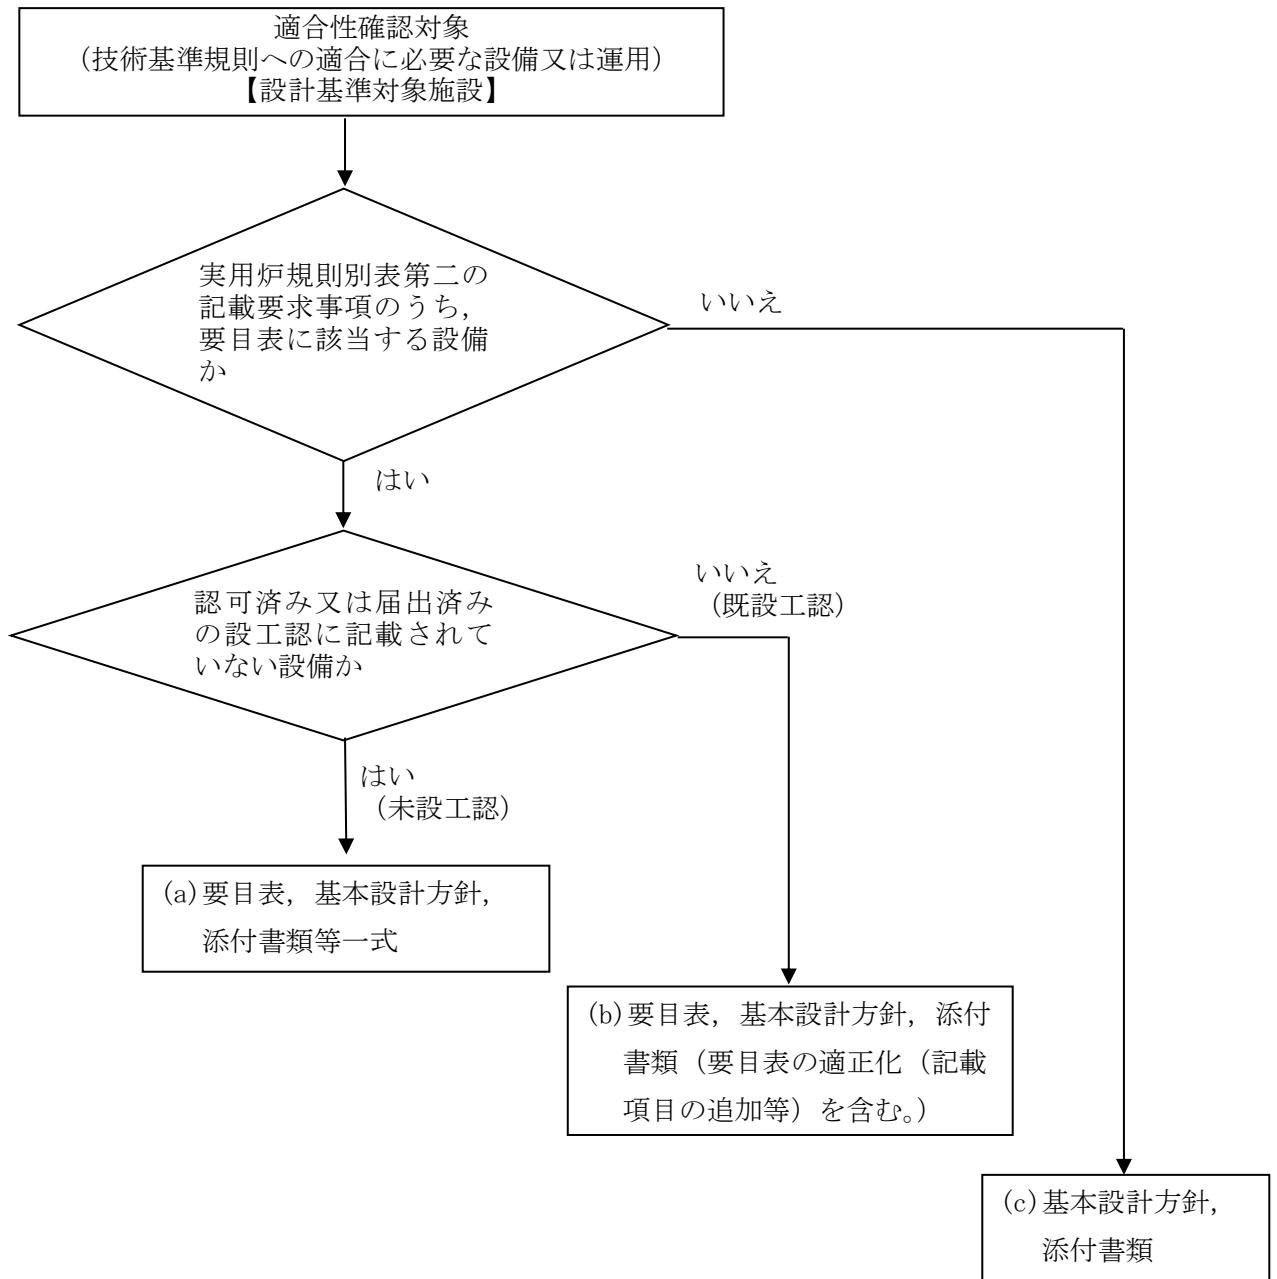 適合性確認対象
（技術基準規則への適合に必要な設備又は運用）
【設計基準対象施設】
実用炉規則別表第二の
記載要求事項のうち，
要目表に該当する設備
か
いいえ
はい
認可済み又は届出済み
の設工認に記載されて
いない設備か
いいえ
（既設工認）
はい
（未設工認）
(a)要目表，基本設計方針，
添付書類等一式
(b)要目表，基本設計方針，添付
書類（要目表の適正化（記載
項目の追加等）を含む。）
(c)基本設計方針，
添付書類